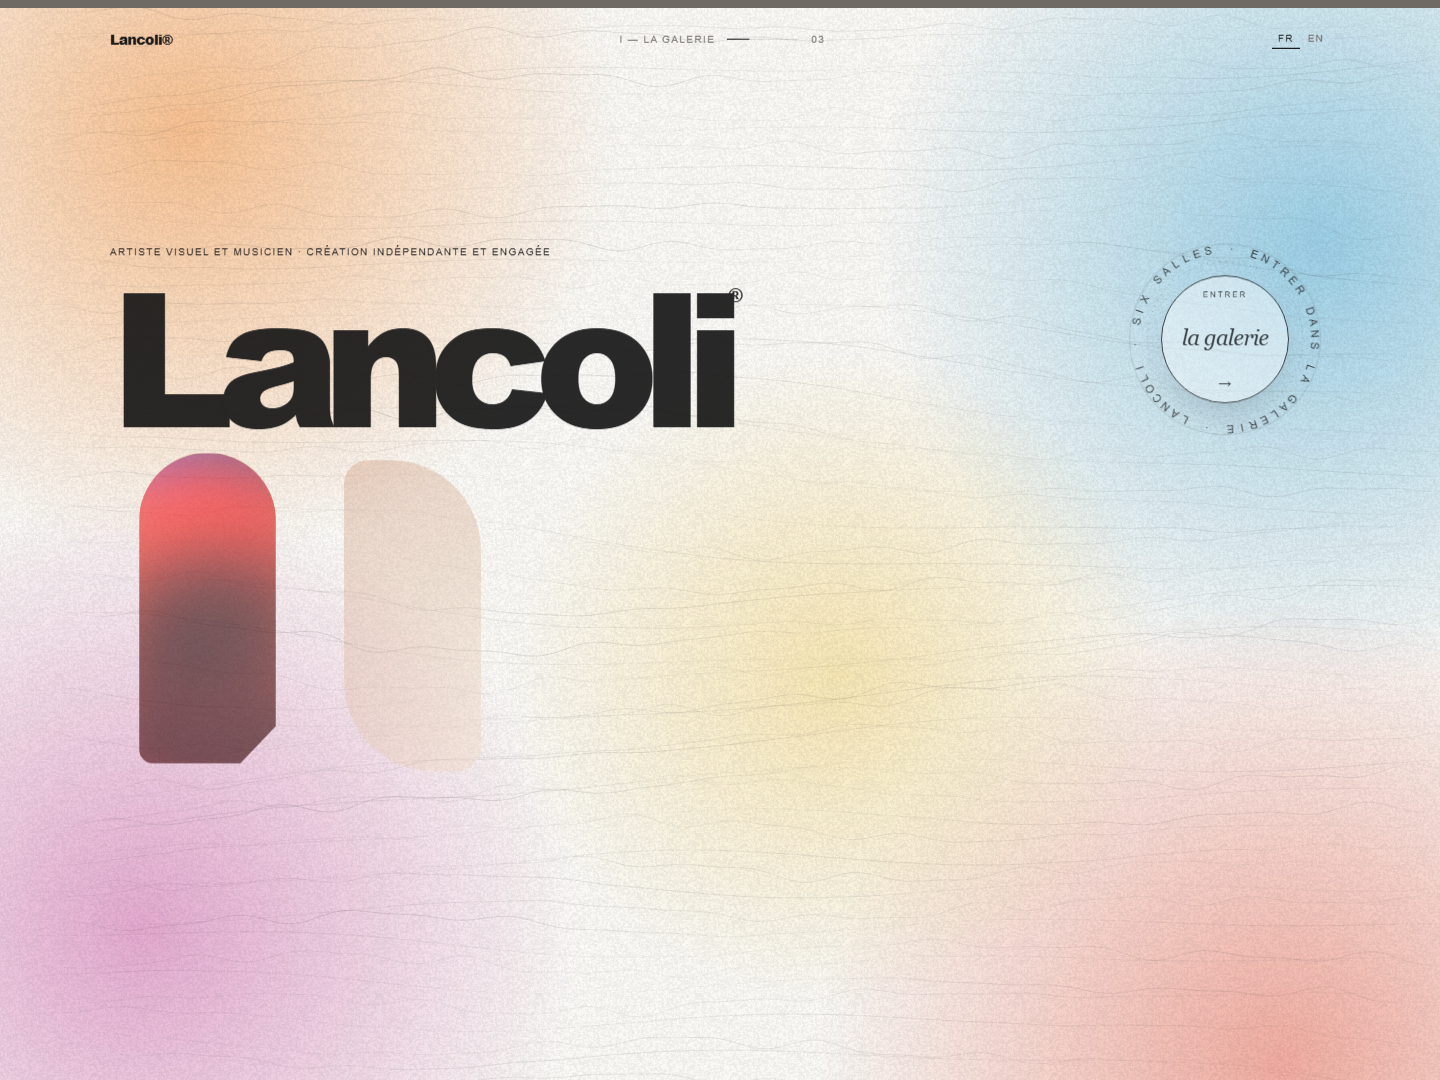 Lancoli®
I — LA GALERIE
03
FR EN
ARTISTE VISUEL ET MUSICIEN · CRÉATION INDÉPENDANTE ET ENGAGÉE
Lancoli®
ENTRER DANS LA GALERIE · LANCOLI · SIX SALLES ·
ENTRER
la galerie
→